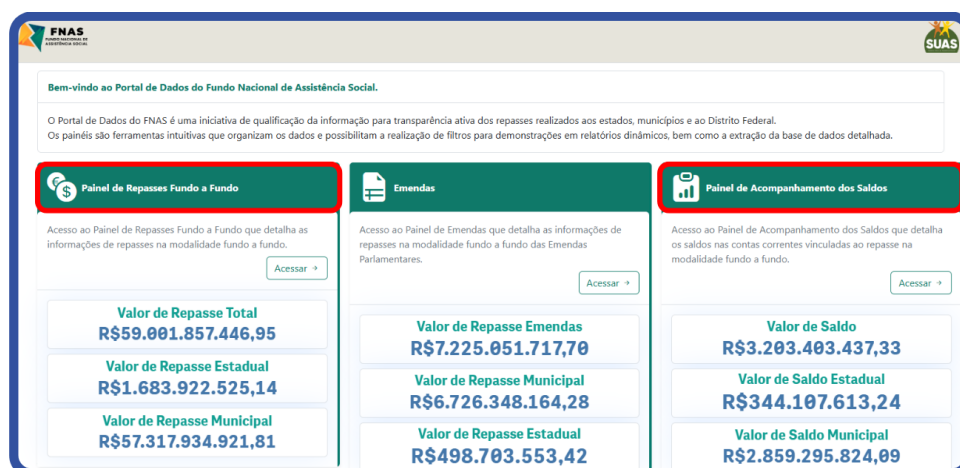 FNAS
FUNDO NACIONAL DE
ASSISTÊNCIA SOCIAL
SUAS
Bem-vindo ao Portal de Dados do Fundo Nacional de Assistência Social.
O Portal de Dados do FNAS é uma iniciativa de qualificação da informação para transparência ativa dos repasses realizados aos estados, municípios e ao Distrito Federal.
Os painéis são ferramentas intuitivas que organizam os dados e possibilitam a realização de filtros para demonstrações em relatórios dinâmicos, bem como a extração da base de dados detalhada.
Painel de Repasses Fundo a Fundo
Acesso ao Painel de Repasses Fundo a Fundo que detalha as
informações de repasses na modalidade fundo a fundo.
Acessar →
Valor de Repasse Total
R$59.001.857.446,95
Valor de Repasse Estadual
R$1.683.922.525,14
Valor de Repasse Municipal
R$57.317.934.921,81
Emendas
Acesso ao Painel de Emendas que detalha as informações de
repasses na modalidade fundo a fundo das Emendas
Parlamentares.
Acessar →
Valor de Repasse Emendas
R$7.225.051.717,70
Valor de Repasse Municipal
R$6.726.348.164,28
Valor de Repasse Estadual
R$498.703.553,42
Painel de Acompanhamento dos Saldos
Acesso ao Painel de Acompanhamento dos Saldos que detalha
os saldos nas contas correntes vinculadas ao repasse na
modalidade fundo a fundo.
Acessar →
Valor de Saldo
R$3.203.403.437,33
Valor de Saldo Estadual
R$344.107.613,24
Valor de Saldo Municipal
R$2.859.295.824,09